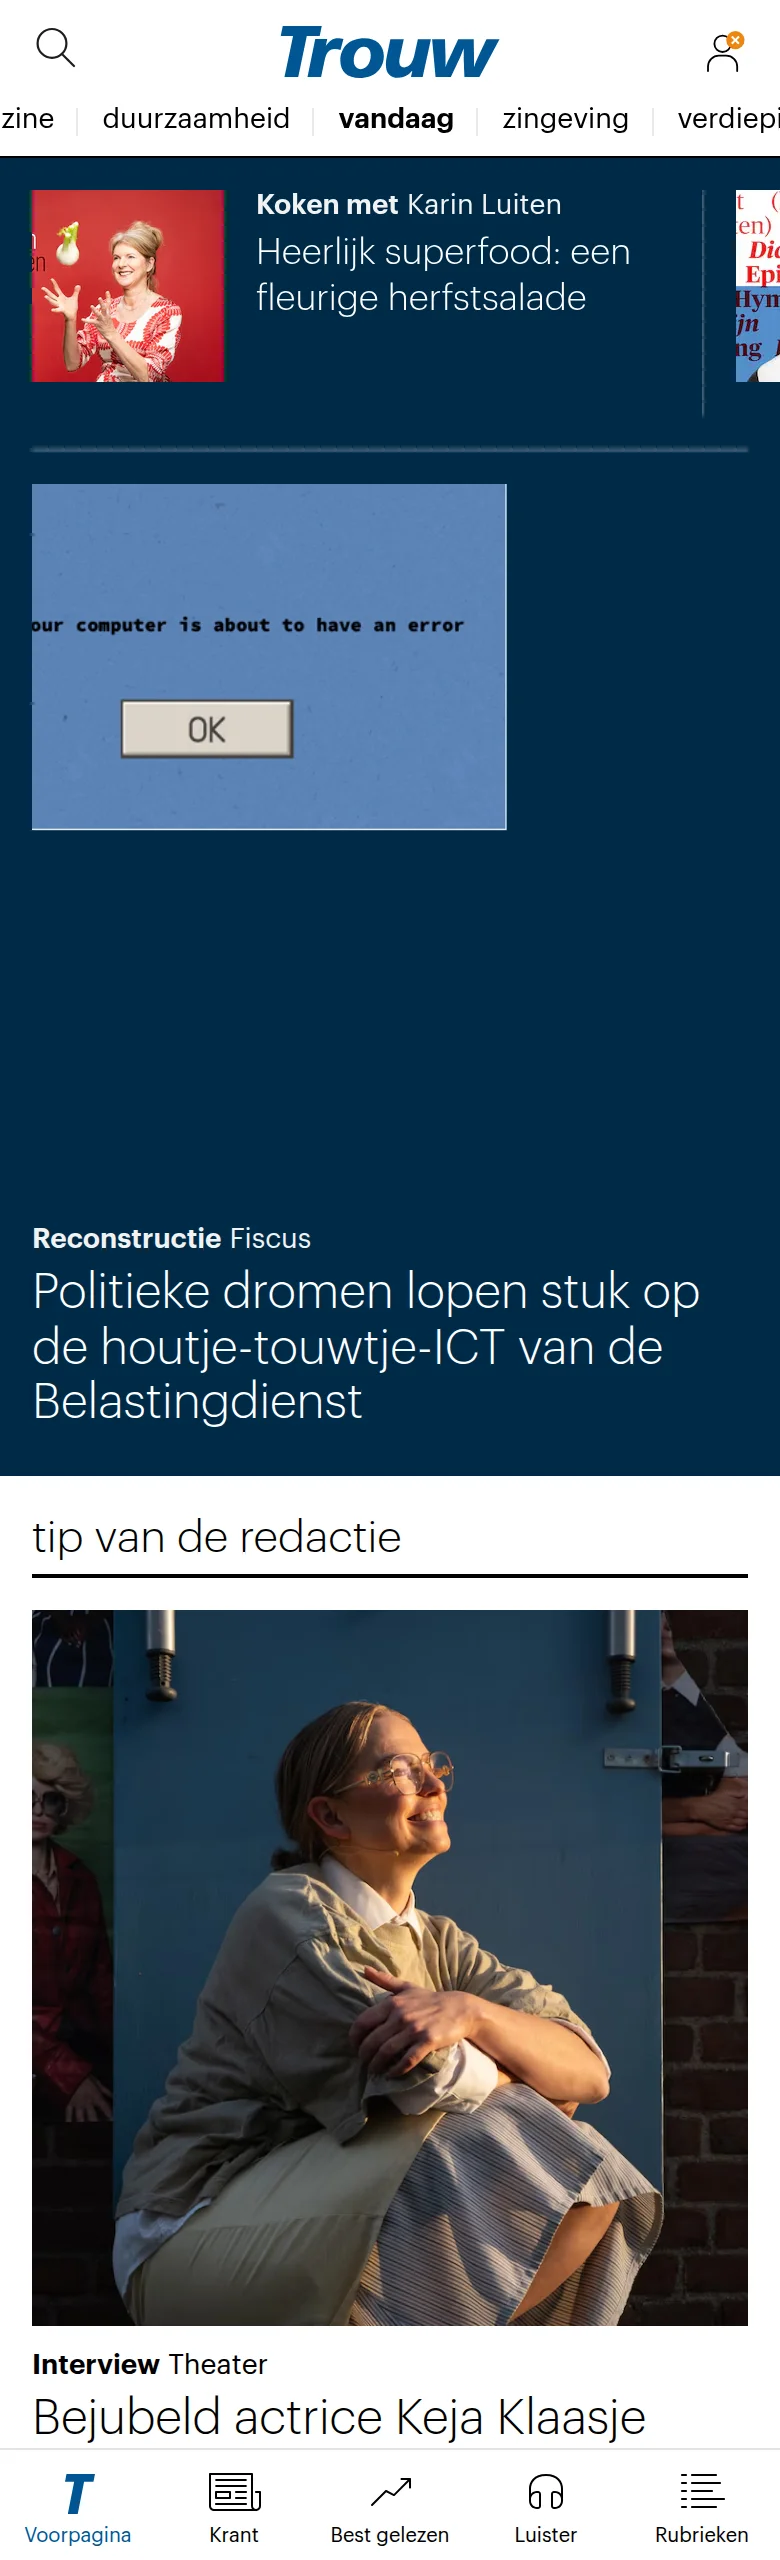 Trouw
zine duurzaamheid vandaag zingeving verdiepi
Koken met Karin Luiten
Heerlijk superfood: een
fleurige herfstsalade
our computer is about to have an error
OK
Reconstructie Fiscus
Politieke dromen lopen stuk op
de houtje-touwtje-ICT van de
Belastingdienst
tip van de redactie
Interview Theater
Bejubeld actrice Keja Klaasje
Voorpagina Krant Best gelezen Luister Rubrieken